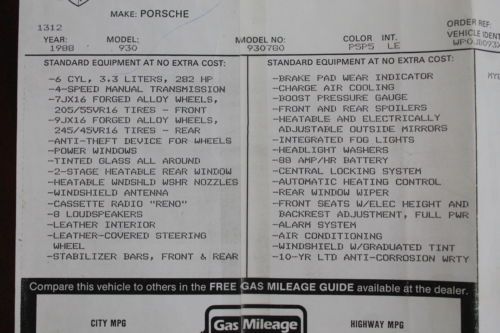 MAKE: PORSCHE
1312
ORDER REF.
YEAR: MODEL: MODEL NO: COLOR INT. VEHICLE IDENT
1988 930 930780 P5P5 LE
STANDARD EQUIPMENT AT NO EXTRA COST:
-6 CYL, 3.3 LITERS, 282 HP
-4-SPEED MANUAL TRANSMISSION
-7JX16 FORGED ALLOY WHEELS,
205/55VR16 TIRES - FRONT
-9JX16 FORGED ALLOY WHEELS,
245/45VR16 TIRES - REAR
-ANTI-THEFT DEVICE FOR WHEELS
-POWER WINDOWS
-TINTED GLASS ALL AROUND
-2-STAGE HEATABLE REAR WINDOW
-HEATABLE WNDSHLD WSHR NOZZLES
-WINDSHIELD ANTENNA
-CASSETTE RADIO "RENO"
-8 LOUDSPEAKERS
-LEATHER INTERIOR
-LEATHER-COVERED STEERING
WHEEL
-STABILIZER BARS, FRONT & REAR
STANDARD EQUIPMENT AT NO EXTRA COST:
-BRAKE PAD WEAR INDICATOR
-CHARGE AIR COOLING
-BOOST PRESSURE GAUGE
-FRONT AND REAR SPOILERS
-HEATABLE AND ELECTRICALLY
ADJUSTABLE OUTSIDE MIRRORS
-INTEGRATED FOG LIGHTS
-HEADLIGHT WASHERS
-88 AMP/HR BATTERY
-CENTRAL LOCKING SYSTEM
-AUTOMATIC HEATING CONTROL
-REAR WINDOW WIPER
-FRONT SEATS W/ELEC HEIGHT AND
BACKREST ADJUSTMENT, FULL PWR
-ALARM SYSTEM
-AIR CONDITIONING
-WINDSHIELD W/GRADUATED TINT
-10-YR LTD ANTI-CORROSION WRTY
Compare this vehicle to others in the FREE GAS MILEAGE GUIDE available at the dealer.
CITY MPG Gas Mileage HIGHWAY MPG